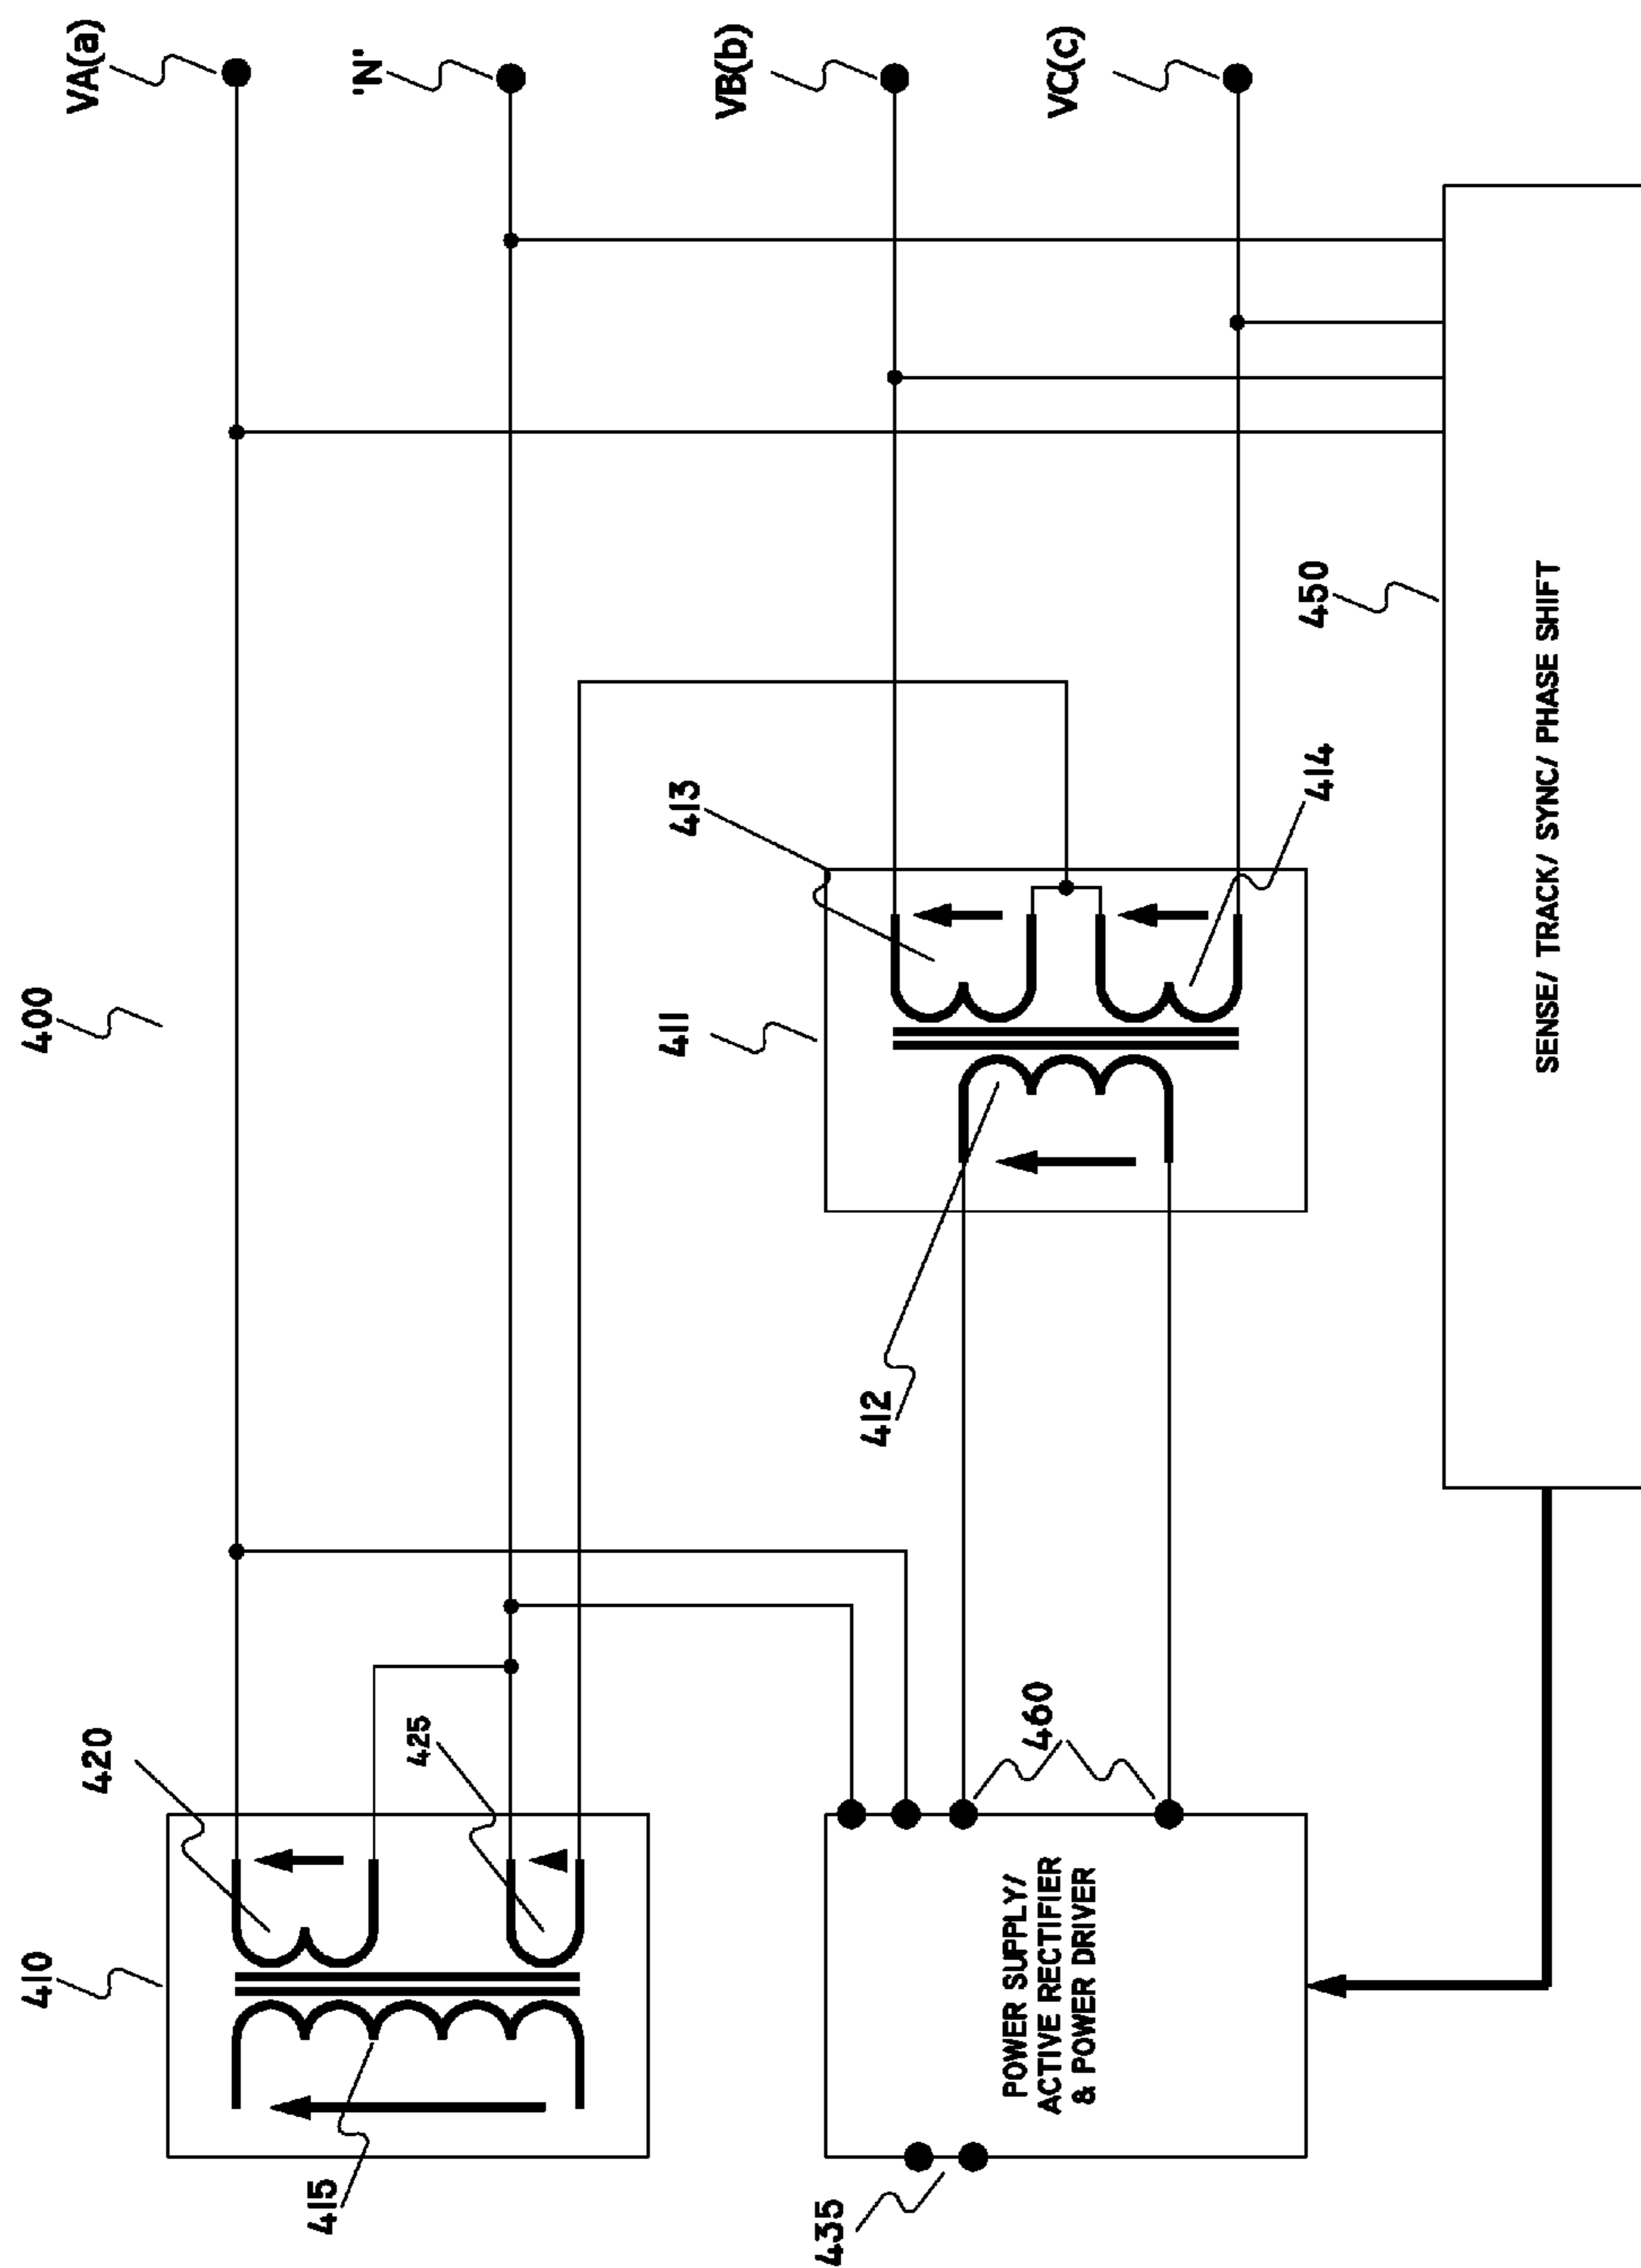 400
410
420
415
425
VA(a)
'N'
VB(b)
VC(c)
411
413
412
414
435
460
450
POWER SUPPLY/
ACTIVE RECTIFIER
& POWER DRIVER
SENSE/ TRACK/ SYNC/ PHASE SHIFT